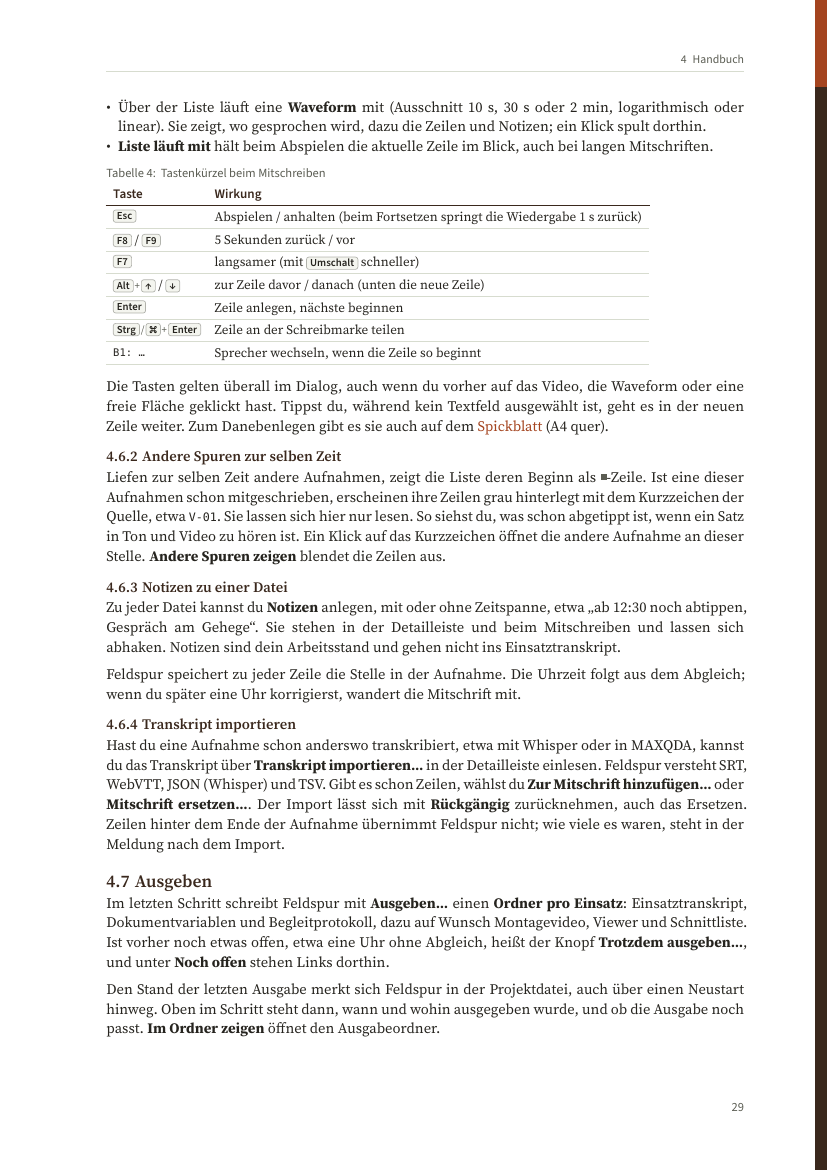 4 Handbuch
• Über der Liste läuft eine Waveform mit (Ausschnitt 10 s, 30 s oder 2 min, logarithmisch oder
linear). Sie zeigt, wo gesprochen wird, dazu die Zeilen und Notizen; ein Klick spult dorthin.
• Liste läuft mit hält beim Abspielen die aktuelle Zeile im Blick, auch bei langen Mitschriften.
Tabelle 4: Tastenkürzel beim Mitschreiben
Taste Wirkung
Esc Abspielen / anhalten (beim Fortsetzen springt die Wiedergabe 1 s zurück)
F8 / F9 5 Sekunden zurück / vor
F7 langsamer (mit Umschalt schneller)
Alt+↑ / ↓ zur Zeile davor / danach (unten die neue Zeile)
Enter Zeile anlegen, nächste beginnen
Strg/⌘+Enter Zeile an der Schreibmarke teilen
B1: … Sprecher wechseln, wenn die Zeile so beginnt
Die Tasten gelten überall im Dialog, auch wenn du vorher auf das Video, die Waveform oder eine
freie Fläche geklickt hast. Tippst du, während kein Textfeld ausgewählt ist, geht es in der neuen
Zeile weiter. Zum Danebenlegen gibt es sie auch auf dem Spickblatt (A4 quer).
4.6.2 Andere Spuren zur selben Zeit
Liefen zur selben Zeit andere Aufnahmen, zeigt die Liste deren Beginn als ■-Zeile. Ist eine dieser
Aufnahmen schon mitgeschrieben, erscheinen ihre Zeilen grau hinterlegt mit dem Kurzzeichen der
Quelle, etwa V-01. Sie lassen sich hier nur lesen. So siehst du, was schon abgetippt ist, wenn ein Satz
in Ton und Video zu hören ist. Ein Klick auf das Kurzzeichen öffnet die andere Aufnahme an dieser
Stelle. Andere Spuren zeigen blendet die Zeilen aus.
4.6.3 Notizen zu einer Datei
Zu jeder Datei kannst du Notizen anlegen, mit oder ohne Zeitspanne, etwa „ab 12:30 noch abtippen,
Gespräch am Gehege“. Sie stehen in der Detailleiste und beim Mitschreiben und lassen sich
abhaken. Notizen sind dein Arbeitsstand und gehen nicht ins Einsatztranskript.
Feldspur speichert zu jeder Zeile die Stelle in der Aufnahme. Die Uhrzeit folgt aus dem Abgleich;
wenn du später eine Uhr korrigierst, wandert die Mitschrift mit.
4.6.4 Transkript importieren
Hast du eine Aufnahme schon anderswo transkribiert, etwa mit Whisper oder in MAXQDA, kannst
du das Transkript über Transkript importieren… in der Detailleiste einlesen. Feldspur versteht SRT,
WebVTT, JSON (Whisper) und TSV. Gibt es schon Zeilen, wählst du Zur Mitschrift hinzufügen… oder
Mitschrift ersetzen…. Der Import lässt sich mit Rückgängig zurücknehmen, auch das Ersetzen.
Zeilen hinter dem Ende der Aufnahme übernimmt Feldspur nicht; wie viele es waren, steht in der
Meldung nach dem Import.
4.7 Ausgeben
Im letzten Schritt schreibt Feldspur mit Ausgeben… einen Ordner pro Einsatz: Einsatztranskript,
Dokumentvariablen und Begleitprotokoll, dazu auf Wunsch Montagevideo, Viewer und Schnittliste.
Ist vorher noch etwas offen, etwa eine Uhr ohne Abgleich, heißt der Knopf Trotzdem ausgeben…,
und unter Noch offen stehen Links dorthin.
Den Stand der letzten Ausgabe merkt sich Feldspur in der Projektdatei, auch über einen Neustart
hinweg. Oben im Schritt steht dann, wann und wohin ausgegeben wurde, und ob die Ausgabe noch
passt. Im Ordner zeigen öffnet den Ausgabeordner.
29